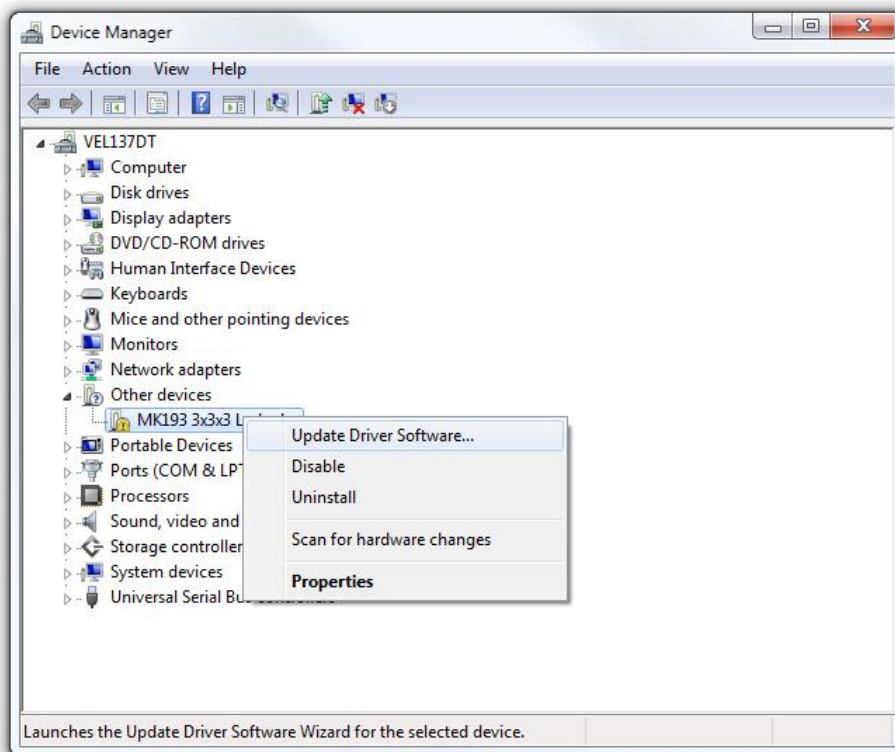 Device Manager
File Action View Help
VEL137DT
Computer
Disk drives
Display adapters
DVD/CD-ROM drives
Human Interface Devices
Keyboards
Mice and other pointing devices
Monitors
Network adapters
Other devices
MK193 3x3x3
Update Driver Software...
Portable Devices
Disable
Ports (COM & LPT
Processors
Uninstall
Sound, video and
Scan for hardware changes
Storage controller
System devices
Properties
Universal Serial
Launches the Update Driver Software Wizard for the selected device.